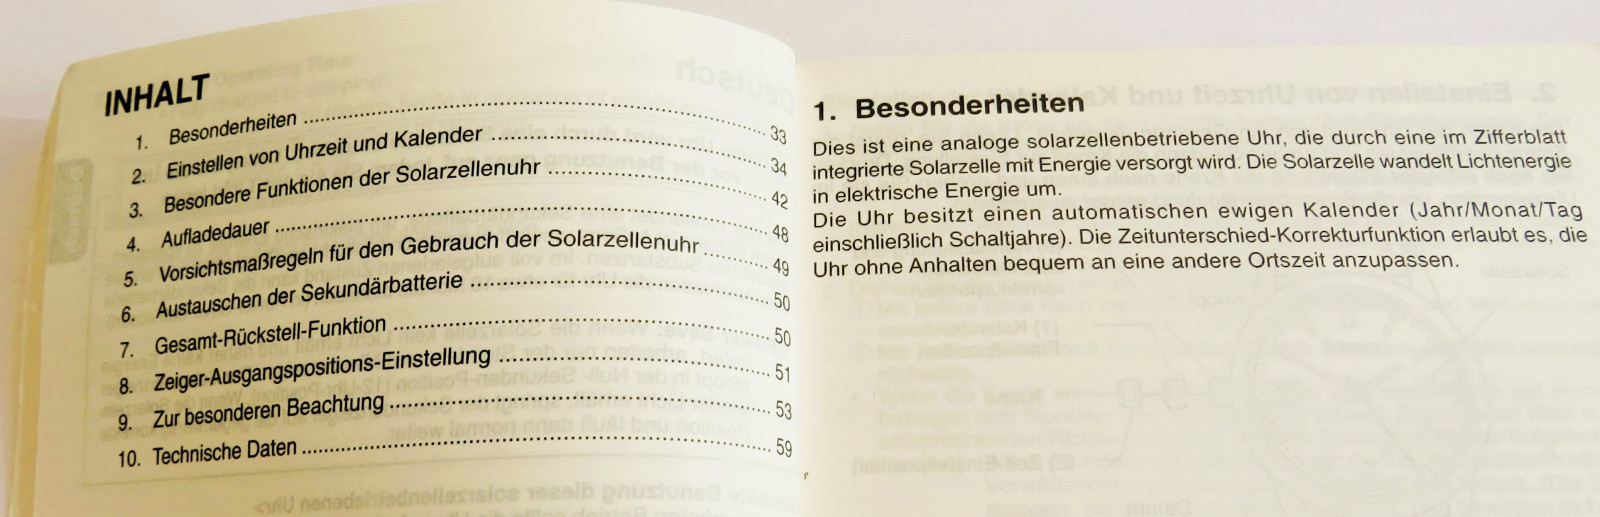 INHALT
1. Besonderheiten ........ 33
2. Einstellen von Uhrzeit und Kalender ........ 34
3. Besondere Funktionen der Solarzellenuhr ........ 42
4. Aufladedauer ........ 48
5. Vorsichtsmaßregeln für den Gebrauch der Solarzellenuhr ........ 49
6. Austauschen der Sekundärbatterie ........ 50
7. Gesamt-Rückstell-Funktion ........ 50
8. Zeiger-Ausgangspositions-Einstellung ........ 51
9. Zur besonderen Beachtung ........ 53
10. Technische Daten ........ 59
1. Besonderheiten
Dies ist eine analoge solarzellenbetriebene Uhr, die durch eine im Zifferblatt
integrierte Solarzelle mit Energie versorgt wird. Die Solarzelle wandelt Lichtenergie
in elektrische Energie um.
Die Uhr besitzt einen automatischen ewigen Kalender (Jahr/Monat/Tag
einschließlich Schaltjahre). Die Zeitunterschied-Korrekturfunktion erlaubt es, die
Uhr ohne Anhalten bequem an eine andere Ortszeit anzupassen.